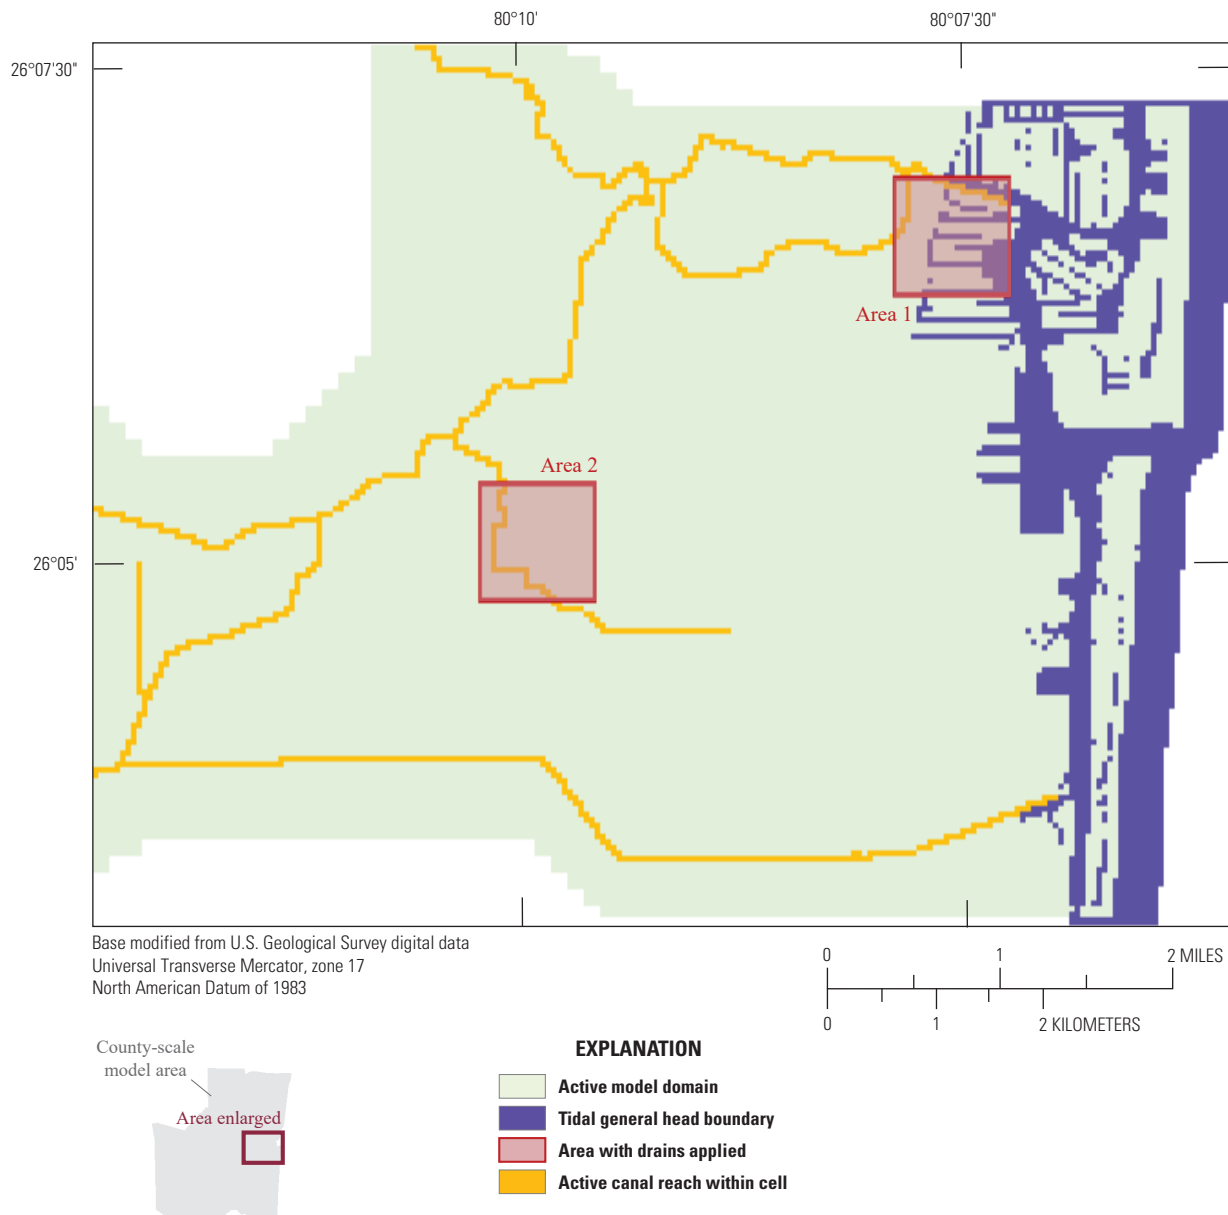 80°10'
80°07'30"
26°07'30"
Area 1
Area 2
26°05'
Base modified from U.S. Geological Survey digital data
Universal Transverse Mercator, zone 17
North American Datum of 1983
0 1 2 MILES
0 1 2 KILOMETERS
County-scale
model area
Area enlarged
EXPLANATION
Active model domain
Tidal general head boundary
Area with drains applied
Active canal reach within cell